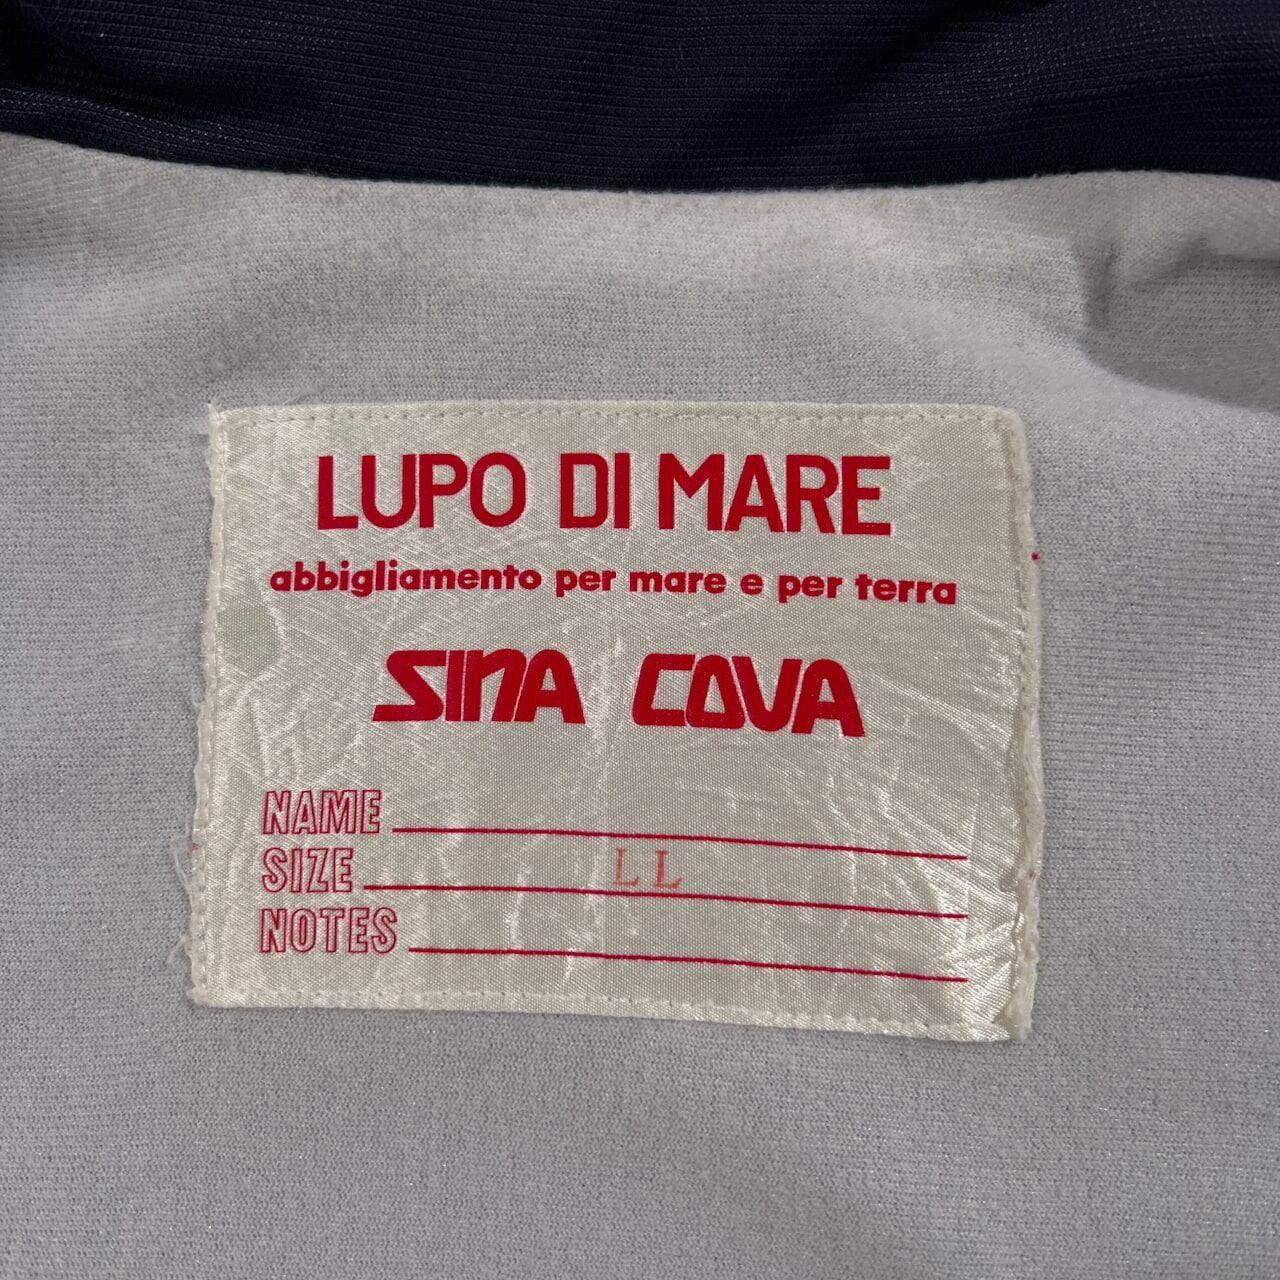 LUPO DI MARE
abbigliamento per mare e per terra
SINA COVA
NAME
SIZE LL
NOTES